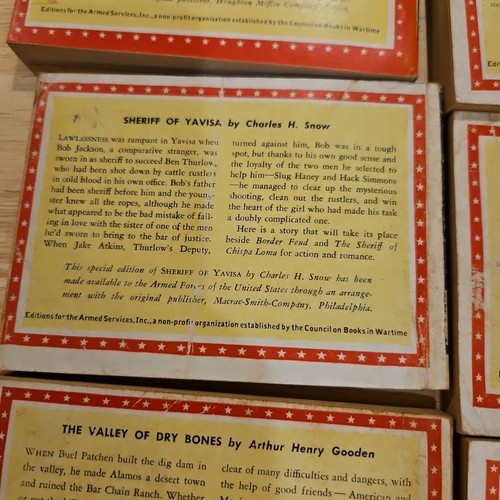 publisher, Houghton Mifflin Company,
Editions for the Armed Services, Inc., a non-profit organization established by the Council on Books in Wartime
SHERIFF OF YAVISA by Charles H. Snow
LAWLESSNESS was rampant in Yavisa when
Bob Jackson, a comparative stranger, was
sworn in as sheriff to succeed Ben Thurlow,
who had been shot down by cattle rustlers
in cold blood in his own office. Bob's father
had been sheriff before him and the young-
ster knew all the ropes, although he made
what appeared to be the bad mistake of fall-
ing in love with the sister of one of the men
he'd sworn to bring to the bar of justice.
When Jake Atkins, Thurlow's Deputy,
turned against him, Bob was in a tough
spot, but thanks to his own good sense and
the loyalty of the two men he selected to
help him—Slug Haney and Hack Simmons
—he managed to clear up the mysterious
shooting, clean out the rustlers, and win
the heart of the girl who had made his task
a doubly complicated one.
Here is a story that will take its place
beside Border Feud and The Sheriff of
Chispa Loma for action and romance.
This special edition of SHERIFF OF YAVISA by Charles H. Snow has been
made available to the Armed Forces of the United States through an arrange-
ment with the original publisher, Macrae-Smith-Company, Philadelphia.
Editions for the Armed Services, Inc., a non-profit organization established by the Council on Books in Wartime
THE VALLEY OF DRY BONES by Arthur Henry Gooden
WHEN Buel Patchen built the dig dam in
the valley, he made Alamos a desert town
and ruined the Bar Chain Ranch. Whether
clear of many difficulties and dangers, with
the help of good friends—American and